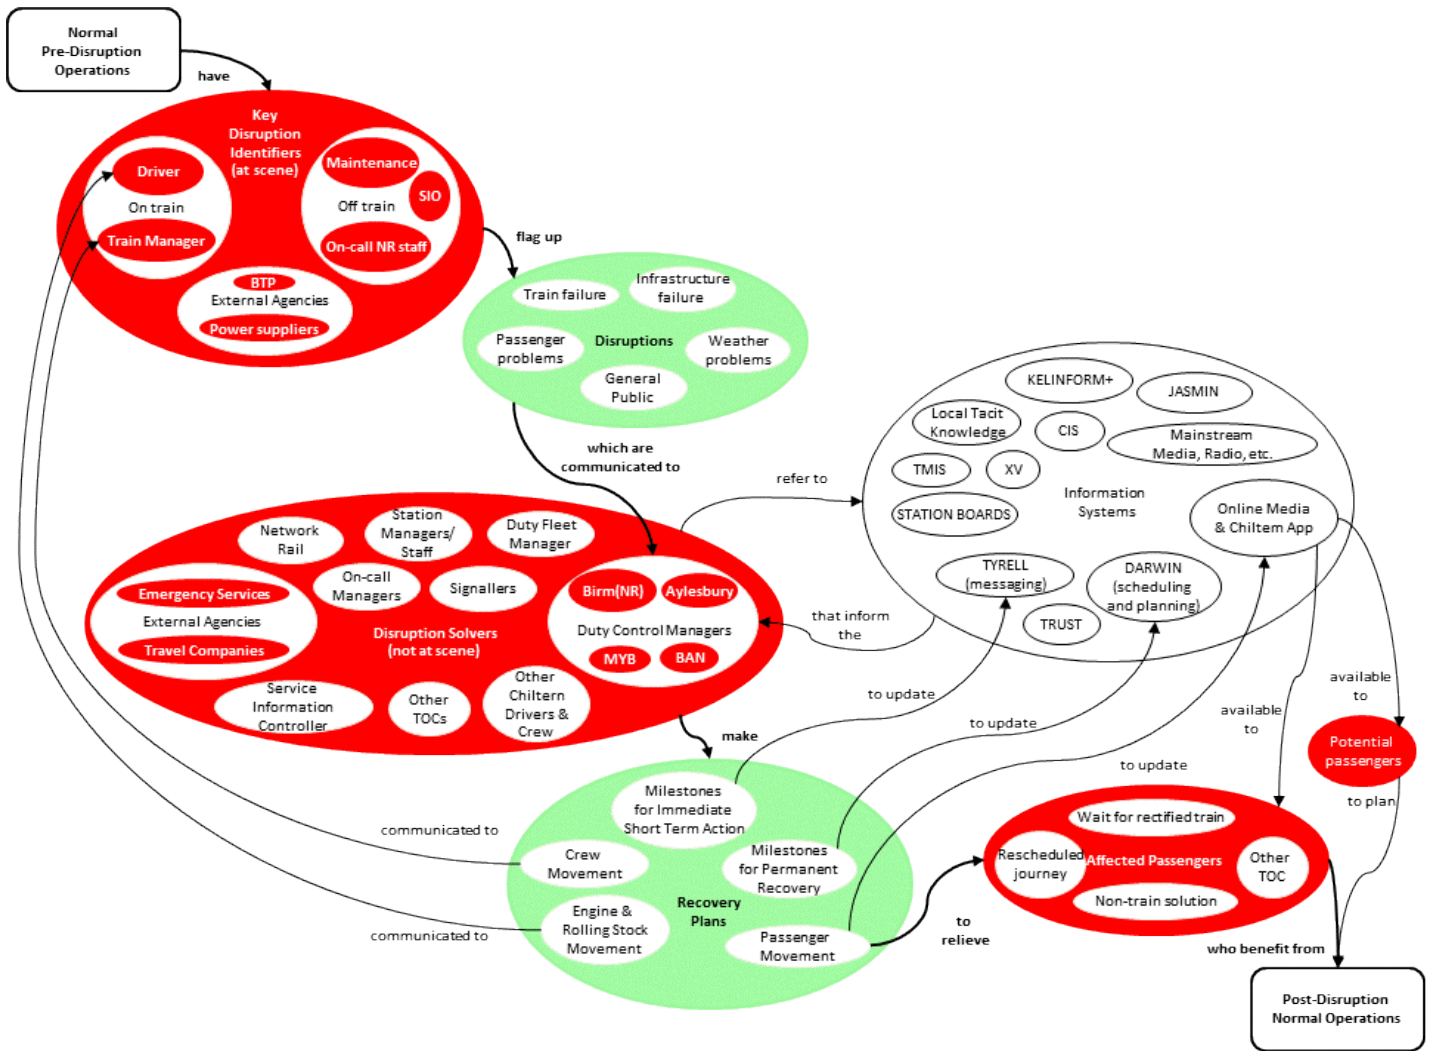 Normal
Pre-Disruption
Operations
have
Key
Disruption
Identifiers
(at scene)
Driver
On train
Train Manager
Maintenance
SIO
Off train
On-call NR staff
BTP
External Agencies
Power suppliers
flag up
Train failure
Infrastructure
failure
Passenger
problems
Disruptions
Weather
problems
General
Public
which are
communicated to
KELINFORM+
JASMIN
Local Tacit
Knowledge
CIS
Mainstream
Media, Radio, etc.
TMIS
XV
Information
Systems
STATION BOARDS
Online Media
& Chiltern App
TYRELL
(messaging)
DARWIN
(scheduling
and planning)
TRUST
refer to
that inform
the
Network
Rail
Station
Managers/
Staff
Duty Fleet
Manager
On-call
Managers
Signallers
Emergency Services
External Agencies
Travel Companies
Disruption Solvers
(not at scene)
Birm(NR)
Aylesbury
Duty Control Managers
MYB
BAN
Service
Information
Controller
Other
TOCs
Other
Chiltern
Drivers &
Crew
make
to update
to update
to update
available
to
available
to
Potential
passengers
to plan
Milestones
for Immediate
Short Term Action
communicated to
Crew
Movement
Milestones
for Permanent
Recovery
Recovery
Plans
communicated to
Engine &
Rolling Stock
Movement
Passenger
Movement
to
relieve
Wait for rectified train
Rescheduled
journey
Affected Passengers
Other
TOC
Non-train solution
who benefit from
Post-Disruption
Normal Operations